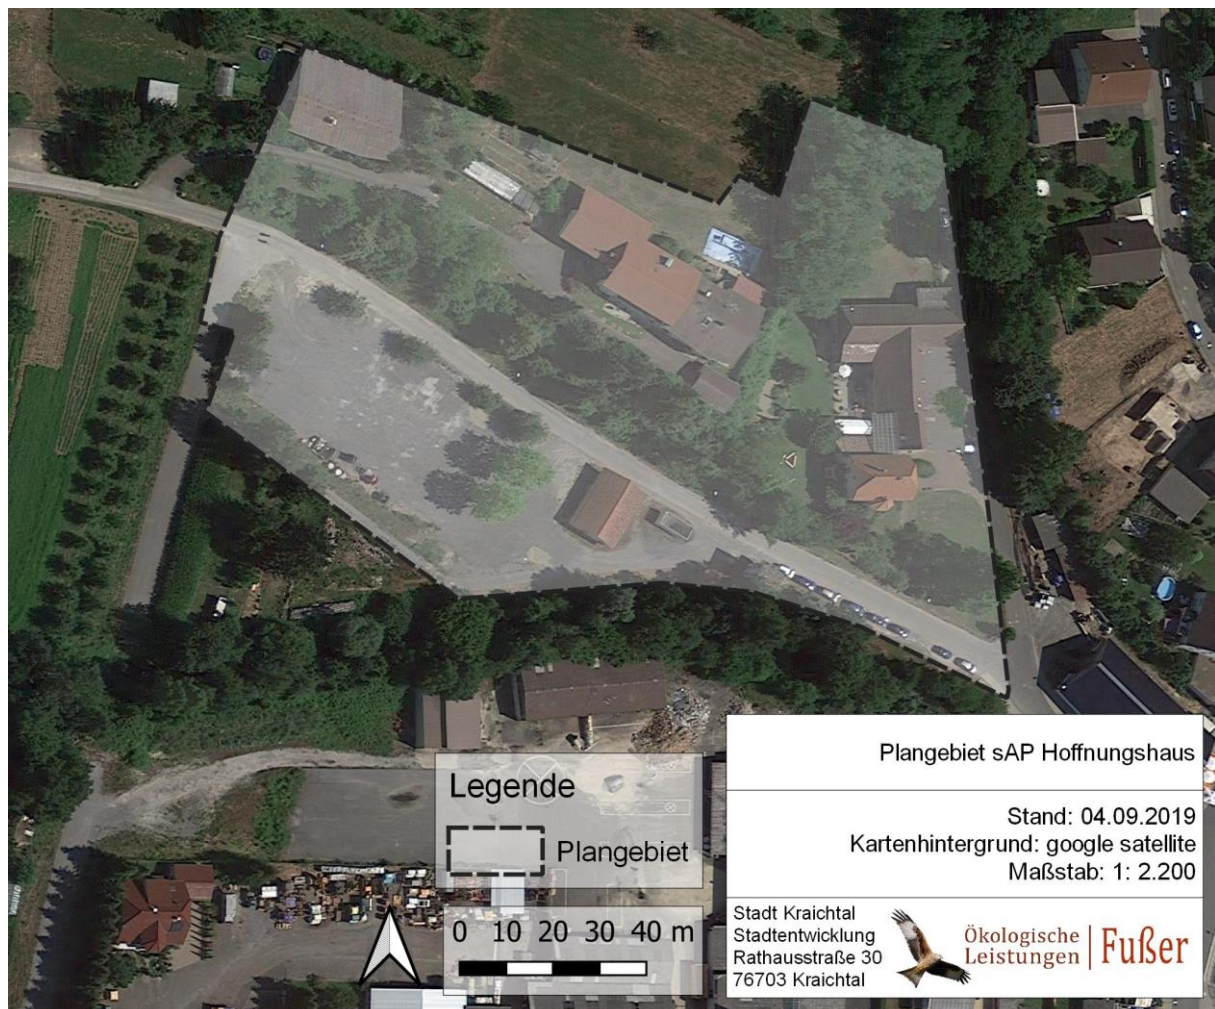 Legende
Plangebiet
0 10 20 30 40 m
Plangebiet sAP Hoffnungshaus
Stand: 04.09.2019
Kartenhintergrund: google satellite
Maßstab: 1: 2.200
Stadt Kraichtal
Stadtentwicklung
Rathausstraße 30
76703 Kraichtal
Ökologische
Leistungen
Fußer